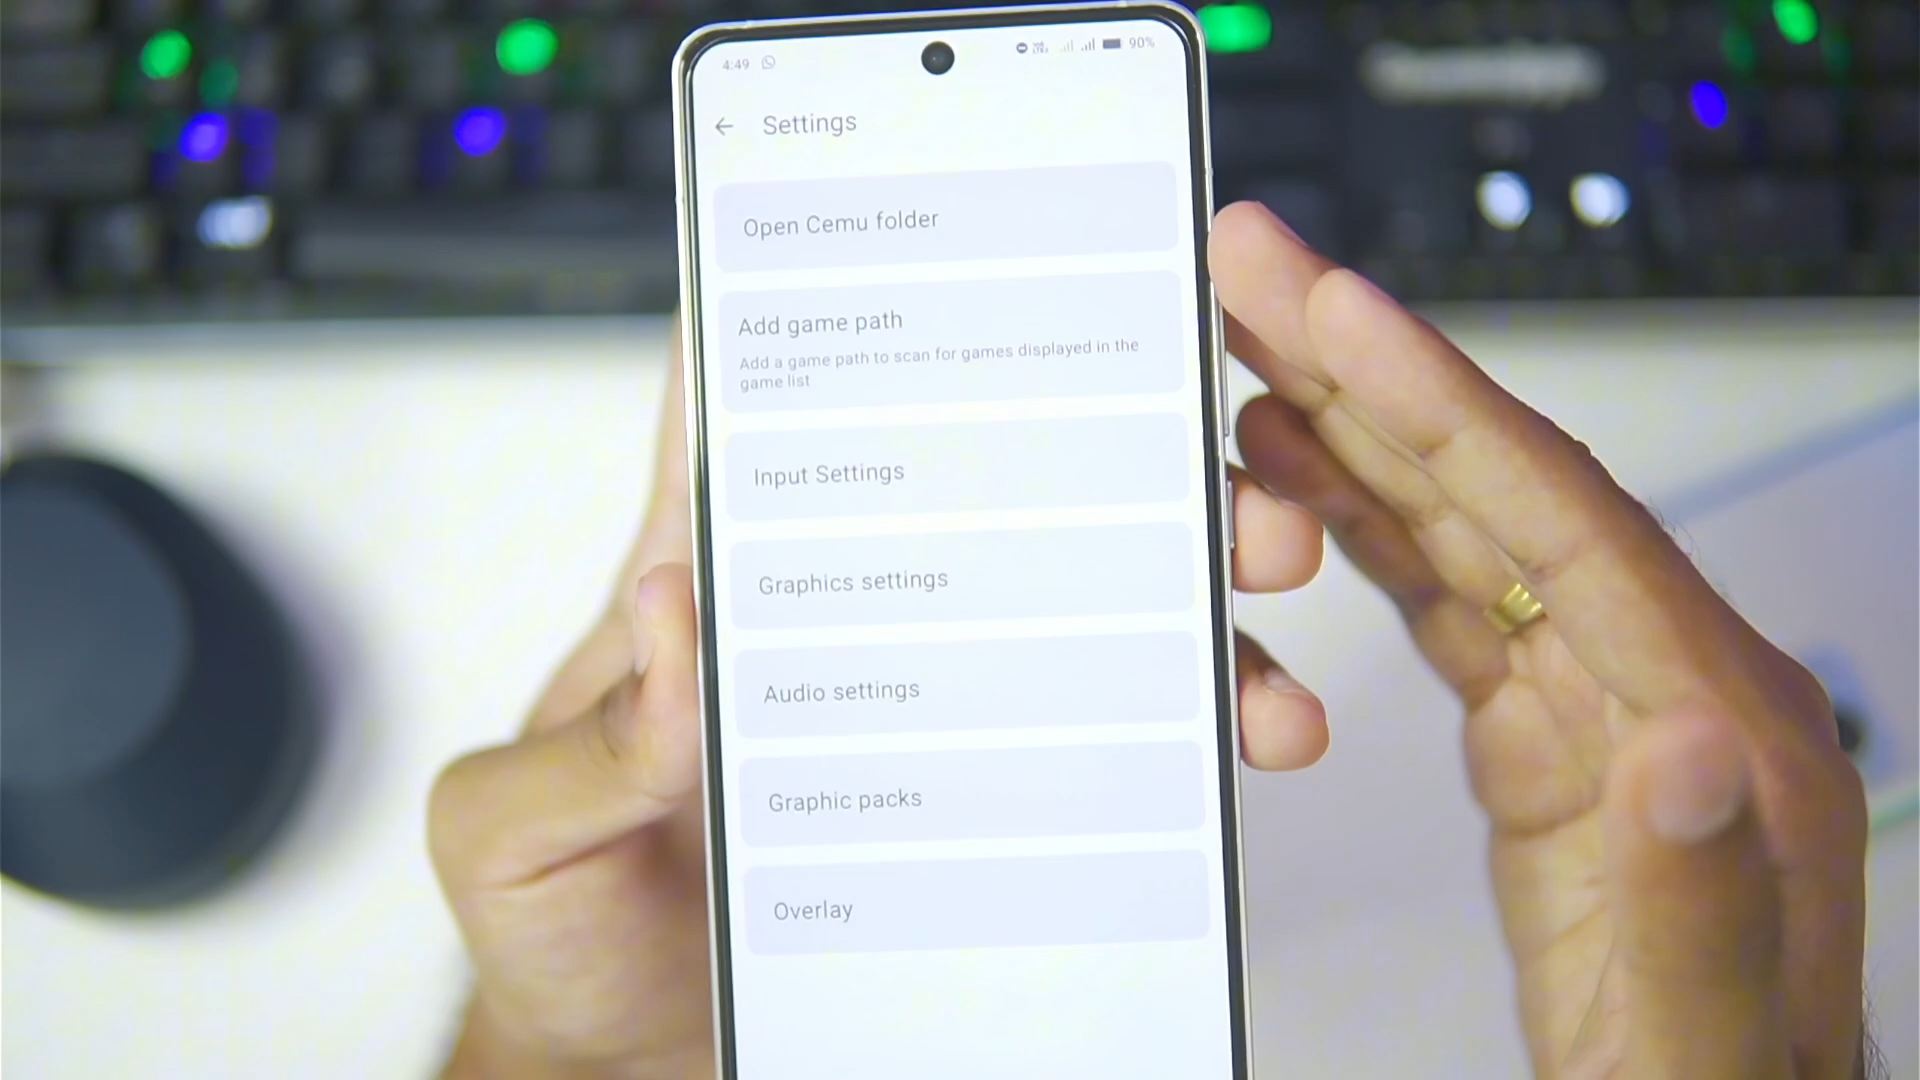 4:49
90%
Settings
Open Cemu folder
Add game path
Add a game path to scan for games displayed in the
game list
Input Settings
Graphics settings
Audio settings
Graphic packs
Overlay